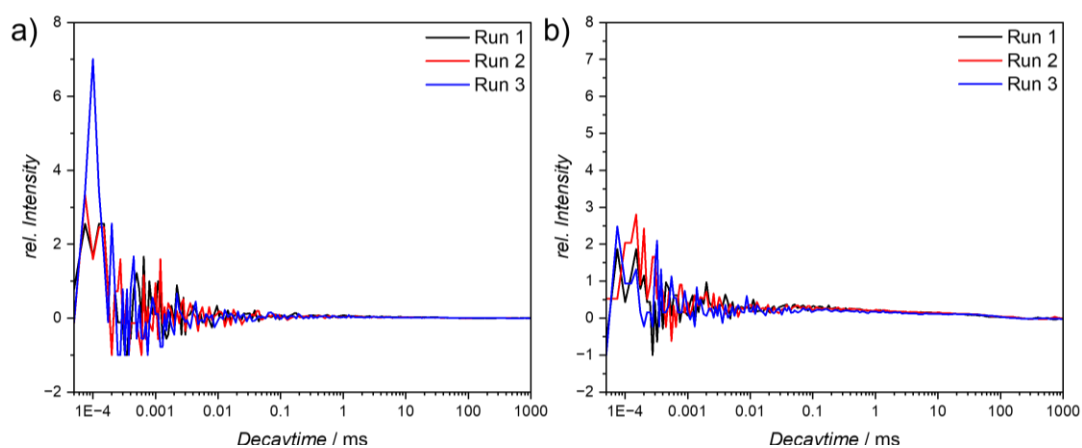 a)
8
6
4
2
0
−2
rel. Intensity
Run 1
Run 2
Run 3
1E−4
0.001
0.01
0.1
1
10
100
1000
Decaytime / ms
b)
8
7
6
5
4
3
2
1
0
−1
−2
rel. Intensity
Run 1
Run 2
Run 3
1E−4
0.001
0.01
0.1
1
10
100
1000
Decaytime / ms